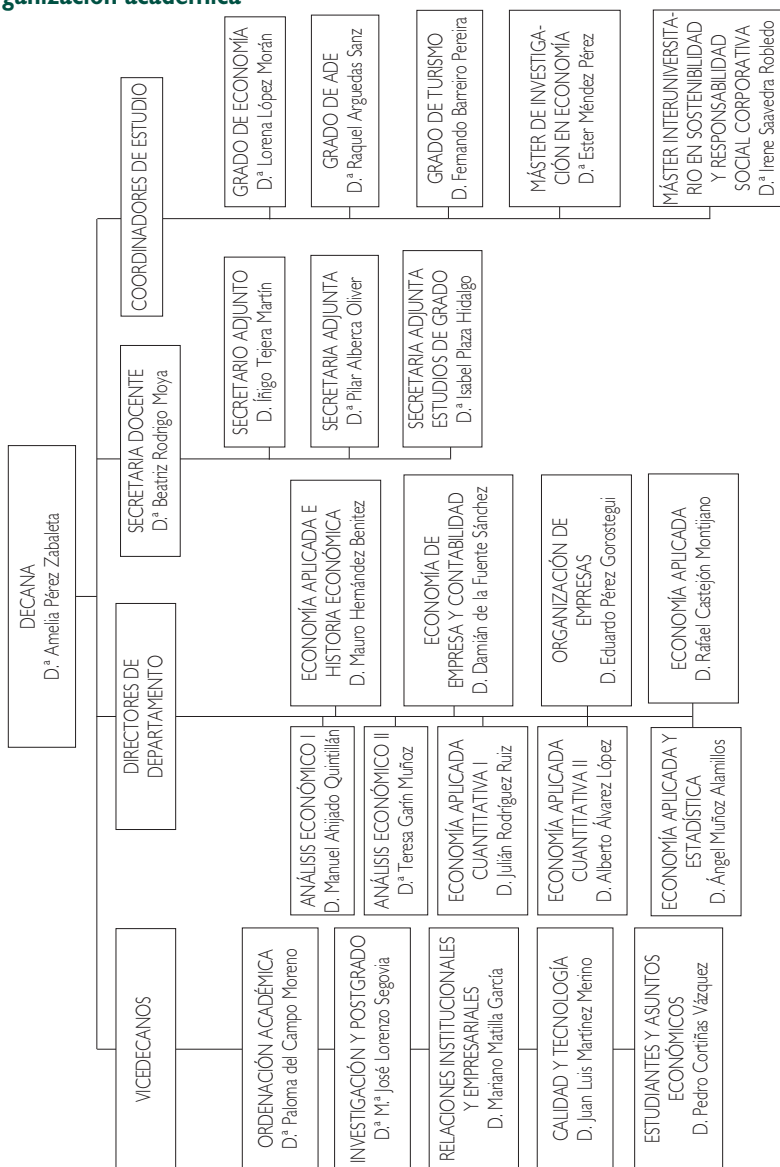 ganización académica
DECANA
D.ª Amelia Pérez Zabaleta
VICEDECANOS
ORDENACIÓN ACADÉMICA
D.ª Paloma del Campo Moreno
INVESTIGACIÓN Y POSTGRADO
D.ª M.ª José Lorenzo Segovia
RELACIONES INSTITUCIONALES
Y EMPRESARIALES
D. Mariano Matilla García
CALIDAD Y TECNOLOGÍA
D. Juan Luis Martínez Merino
ESTUDIANTES Y ASUNTOS
ECONÓMICOS
D. Pedro Cortiñas Vázquez
DIRECTORES DE
DEPARTAMENTO
ANÁLISIS ECONÓMICO I
D. Manuel Ahijado Quintillán
ANÁLISIS ECONÓMICO II
D.ª Teresa Garín Muñoz
ECONOMÍA APLICADA
CUANTITATIVA I
D. Julián Rodríguez Ruiz
ECONOMÍA APLICADA
CUANTITATIVA II
D. Alberto Álvarez López
ECONOMÍA APLICADA Y
ESTADÍSTICA
D. Ángel Muñoz Alamillos
ECONOMÍA APLICADA E
HISTORIA ECONÓMICA
D. Mauro Hernández Benitez
ECONOMÍA DE
EMPRESA Y CONTABILIDAD
D. Damián de la Fuente Sánchez
ORGANIZACIÓN DE
EMPRESAS
D. Eduardo Pérez Gorostegui
ECONOMÍA APLICADA
D. Rafael Castejón Montijano
SECRETARIA DOCENTE
D.ª Beatriz Rodrigo Moya
SECRETARIO ADJUNTO
D. Íñigo Tejera Martín
SECRETARIA ADJUNTA
D.ª Pilar Alberca Oliver
SECRETARIA ADJUNTA
ESTUDIOS DE GRADO
D.ª Isabel Plaza Hidalgo
COORDINADORES DE ESTUDIO
GRADO DE ECONOMÍA
D.ª Lorena López Morán
GRADO DE ADE
D.ª Raquel Arguedas Sanz
GRADO DE TURISMO
D. Fernando Barreiro Pereira
MÁSTER DE INVESTIGA-
CIÓN EN ECONOMÍA
D.ª Ester Méndez Pérez
MÁSTER INTERUNIVERSITA-
RIO EN SOSTENIBILIDAD
Y RESPONSABILIDAD
SOCIAL CORPORATIVA
D.ª Irene Saavedra Robledo